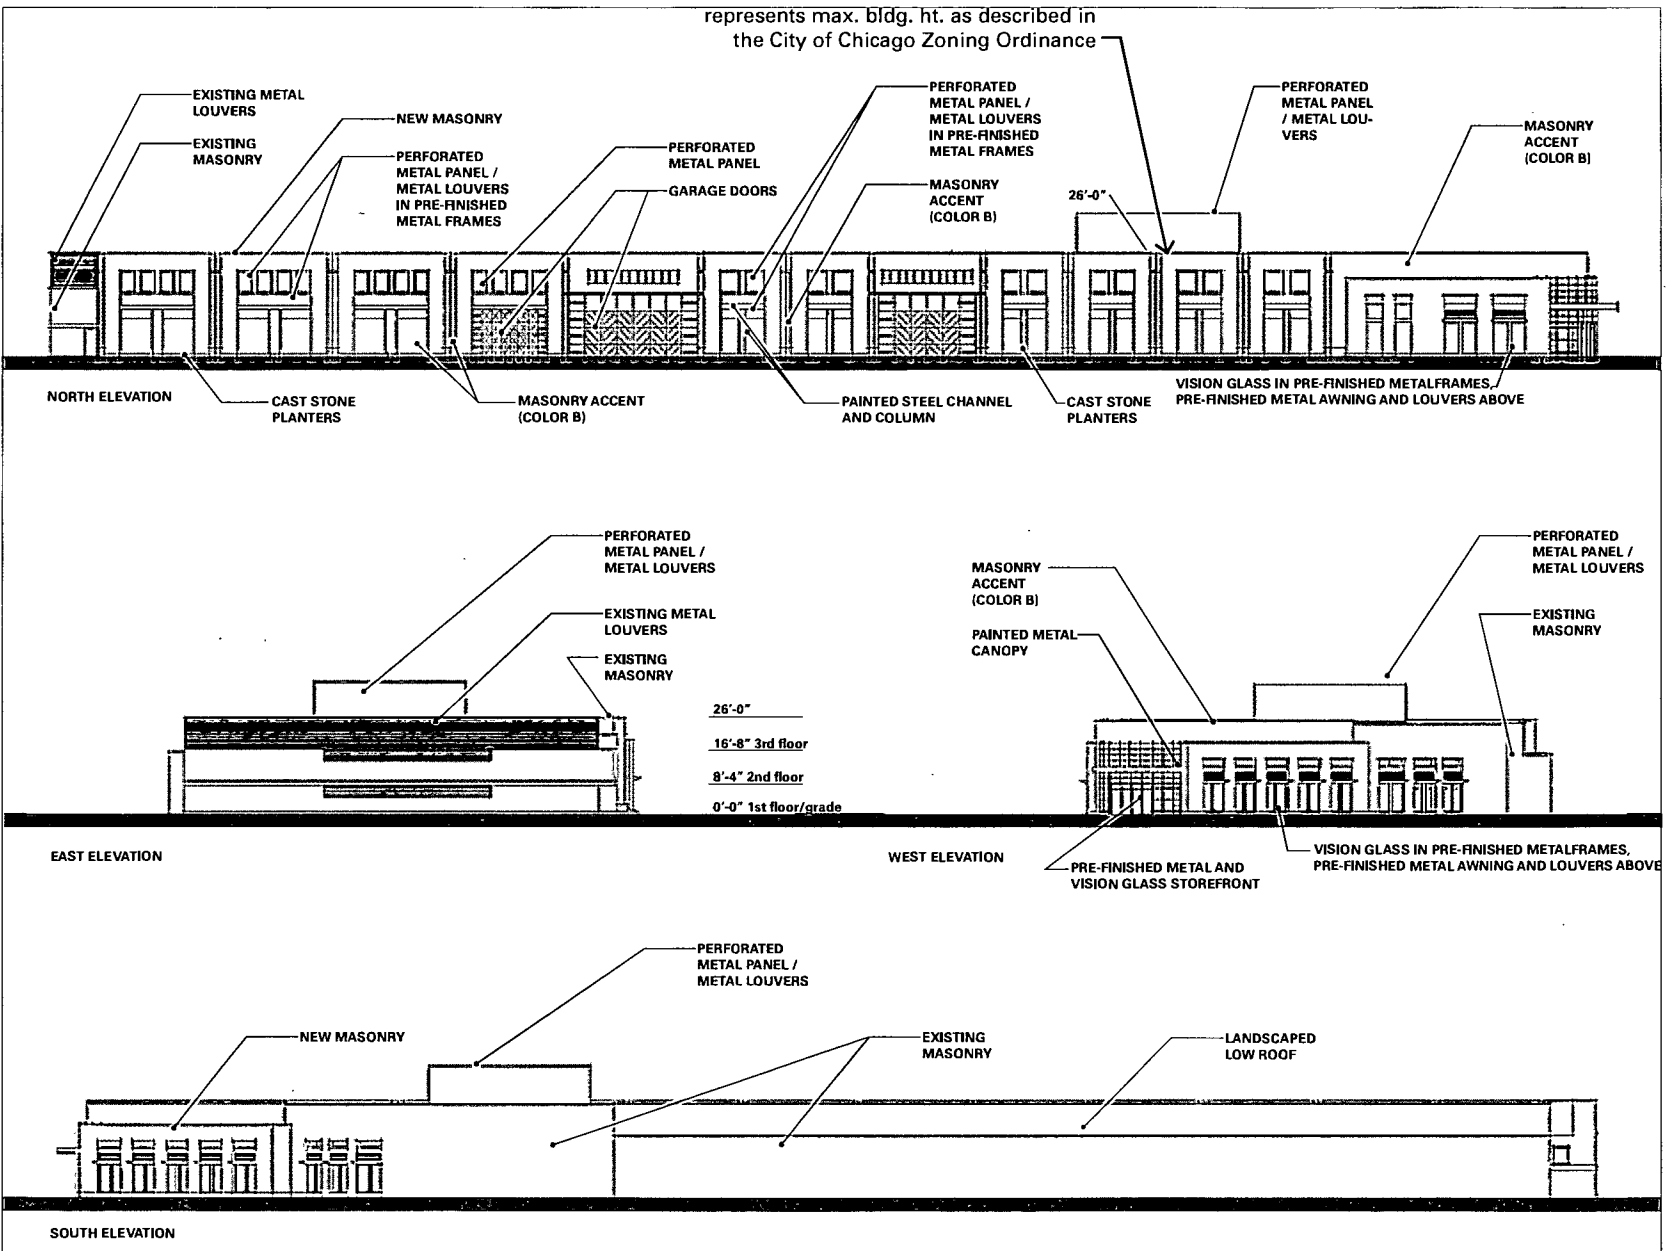 represents max. bldg. ht. as described in
the City of Chicago Zoning Ordinance
EXISTING METAL
LOUVERS
EXISTING
MASONRY
NEW MASONRY
PERFORATED
METAL PANEL /
METAL LOUVERS
IN PRE-FINISHED
METAL FRAMES
PERFORATED
METAL PANEL
GARAGE DOORS
PERFORATED
METAL PANEL /
METAL LOUVERS
IN PRE-FINISHED
METAL FRAMES
MASONRY
ACCENT
(COLOR B)
26'-0"
PERFORATED
METAL PANEL
/ METAL LOU-
VERS
MASONRY
ACCENT
(COLOR B)
NORTH ELEVATION
CAST STONE
PLANTERS
MASONRY ACCENT
(COLOR B)
PAINTED STEEL CHANNEL
AND COLUMN
CAST STONE
PLANTERS
VISION GLASS IN PRE-FINISHED METALFRAMES,
PRE-FINISHED METAL AWNING AND LOUVERS ABOVE
PERFORATED
METAL PANEL /
METAL LOUVERS
EXISTING METAL
LOUVERS
EXISTING
MASONRY
26'-0"
16'-8" 3rd floor
8'-4" 2nd floor
0'-0" 1st floor/grade
EAST ELEVATION
MASONRY
ACCENT
(COLOR B)
PAINTED METAL
CANOPY
PERFORATED
METAL PANEL /
METAL LOUVERS
EXISTING
MASONRY
WEST ELEVATION
PRE-FINISHED METAL AND
VISION GLASS STOREFRONT
VISION GLASS IN PRE-FINISHED METALFRAMES,
PRE-FINISHED METAL AWNING AND LOUVERS ABOVE
PERFORATED
METAL PANEL /
METAL LOUVERS
NEW MASONRY
EXISTING
MASONRY
LANDSCAPED
LOW ROOF
SOUTH ELEVATION